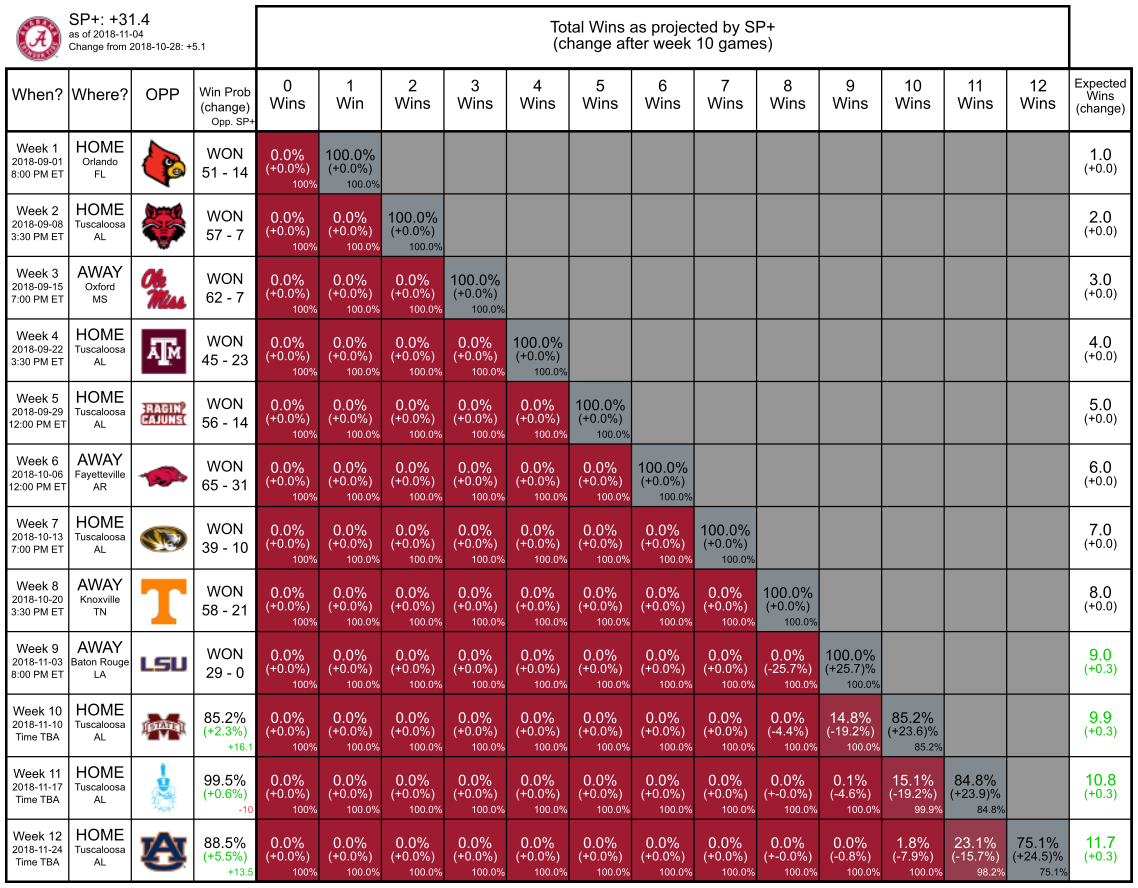 SP+: +31.4
as of 2018-11-04
Change from 2018-10-28: +5.1
Total Wins as projected by SP+
(change after week 10 games)
When? Where? OPP Win Prob (change) Opp. SP+ 0 Wins 1 Win 2 Wins 3 Wins 4 Wins 5 Wins 6 Wins 7 Wins 8 Wins 9 Wins 10 Wins 11 Wins 12 Wins Expected Wins (change)
Week 1 HOME WON 0.0% 100.0% 1.0
2018-09-01 Orlando (+0.0%) (+0.0%) (+0.0)
8:00 PM ET FL 51 - 14 100% 100.0%
Week 2 HOME WON 0.0% 0.0% 100.0% 2.0
2018-09-08 Tuscaloosa (+0.0%) (+0.0%) (+0.0%) (+0.0)
3:30 PM ET AL 57 - 7 100% 100.0% 100.0%
Week 3 AWAY Ole Miss WON 0.0% 0.0% 0.0% 100.0% 3.0
2018-09-15 Oxford (+0.0%) (+0.0%) (+0.0%) (+0.0%) (+0.0)
7:00 PM ET MS 62 - 7 100% 100.0% 100.0% 100.0%
Week 4 HOME ATM WON 0.0% 0.0% 0.0% 0.0% 100.0% 4.0
2018-09-22 Tuscaloosa (+0.0%) (+0.0%) (+0.0%) (+0.0%) (+0.0%) (+0.0)
3:30 PM ET AL 45 - 23 100% 100.0% 100.0% 100.0% 100.0%
Week 5 HOME RAGIN' CAJUNS WON 0.0% 0.0% 0.0% 0.0% 0.0% 100.0% 5.0
2018-09-29 Tuscaloosa (+0.0%) (+0.0%) (+0.0%) (+0.0%) (+0.0%) (+0.0%) (+0.0)
12:00 PM ET AL 56 - 14 100% 100.0% 100.0% 100.0% 100.0% 100.0%
Week 6 AWAY WON 0.0% 0.0% 0.0% 0.0% 0.0% 0.0% 100.0% 6.0
2018-10-06 Fayetteville (+0.0%) (+0.0%) (+0.0%) (+0.0%) (+0.0%) (+0.0%) (+0.0%) (+0.0)
12:00 PM ET AR 65 - 31 100% 100.0% 100.0% 100.0% 100.0% 100.0% 100.0%
Week 7 HOME WON 0.0% 0.0% 0.0% 0.0% 0.0% 0.0% 0.0% 100.0% 7.0
2018-10-13 Tuscaloosa (+0.0%) (+0.0%) (+0.0%) (+0.0%) (+0.0%) (+0.0%) (+0.0%) (+0.0%) (+0.0)
7:00 PM ET AL 39 - 10 100% 100.0% 100.0% 100.0% 100.0% 100.0% 100.0% 100.0%
Week 8 AWAY T WON 0.0% 0.0% 0.0% 0.0% 0.0% 0.0% 0.0% 0.0% 100.0% 8.0
2018-10-20 Knoxville (+0.0%) (+0.0%) (+0.0%) (+0.0%) (+0.0%) (+0.0%) (+0.0%) (+0.0%) (+0.0%) (+0.0)
3:30 PM ET TN 58 - 21 100% 100.0% 100.0% 100.0% 100.0% 100.0% 100.0% 100.0% 100.0%
Week 9 AWAY LSU WON 0.0% 0.0% 0.0% 0.0% 0.0% 0.0% 0.0% 0.0% 0.0% 100.0% 9.0
2018-11-03 Baton Rouge (+0.0%) (+0.0%) (+0.0%) (+0.0%) (+0.0%) (+0.0%) (+0.0%) (+0.0%) (-25.7%) (+25.7)% (+0.3)
8:00 PM ET LA 29 - 0 100% 100.0% 100.0% 100.0% 100.0% 100.0% 100.0% 100.0% 100.0% 100.0%
Week 10 HOME STATE 85.2% 0.0% 0.0% 0.0% 0.0% 0.0% 0.0% 0.0% 0.0% 0.0% 14.8% 85.2% 9.9
2018-11-10 Tuscaloosa (+2.3%) (+0.0%) (+0.0%) (+0.0%) (+0.0%) (+0.0%) (+0.0%) (+0.0%) (+0.0%) (-4.4%) (-19.2%) (+23.6)% (+0.3)
Time TBA AL +16.1 100% 100.0% 100.0% 100.0% 100.0% 100.0% 100.0% 100.0% 100.0% 100.0% 85.2%
Week 11 HOME 99.5% 0.0% 0.0% 0.0% 0.0% 0.0% 0.0% 0.0% 0.0% 0.0% 0.1% 15.1% 84.8% 10.8
2018-11-17 Tuscaloosa (+0.6%) (+0.0%) (+0.0%) (+0.0%) (+0.0%) (+0.0%) (+0.0%) (+0.0%) (+0.0%) (+-0.0%) (-4.6%) (-19.2%) (+23.9)% (+0.3)
Time TBA AL -10 100% 100.0% 100.0% 100.0% 100.0% 100.0% 100.0% 100.0% 100.0% 100.0% 99.9% 84.8%
Week 12 HOME AU 88.5% 0.0% 0.0% 0.0% 0.0% 0.0% 0.0% 0.0% 0.0% 0.0% 0.0% 1.8% 23.1% 75.1% 11.7
2018-11-24 Tuscaloosa (+5.5%) (+0.0%) (+0.0%) (+0.0%) (+0.0%) (+0.0%) (+0.0%) (+0.0%) (+0.0%) (+-0.0%) (-0.8%) (-7.9%) (-15.7%) (+24.5)% (+0.3)
Time TBA AL +13.5 100% 100.0% 100.0% 100.0% 100.0% 100.0% 100.0% 100.0% 100.0% 100.0% 100.0% 98.2% 75.1%